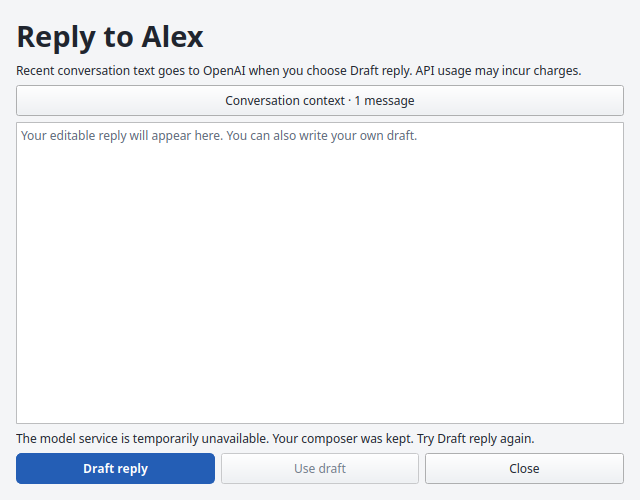 Reply to Alex
Recent conversation text goes to OpenAI when you choose Draft reply. API usage may incur charges.
Conversation context · 1 message
Your editable reply will appear here. You can also write your own draft.
The model service is temporarily unavailable. Your composer was kept. Try Draft reply again.
Draft reply
Use draft
Close